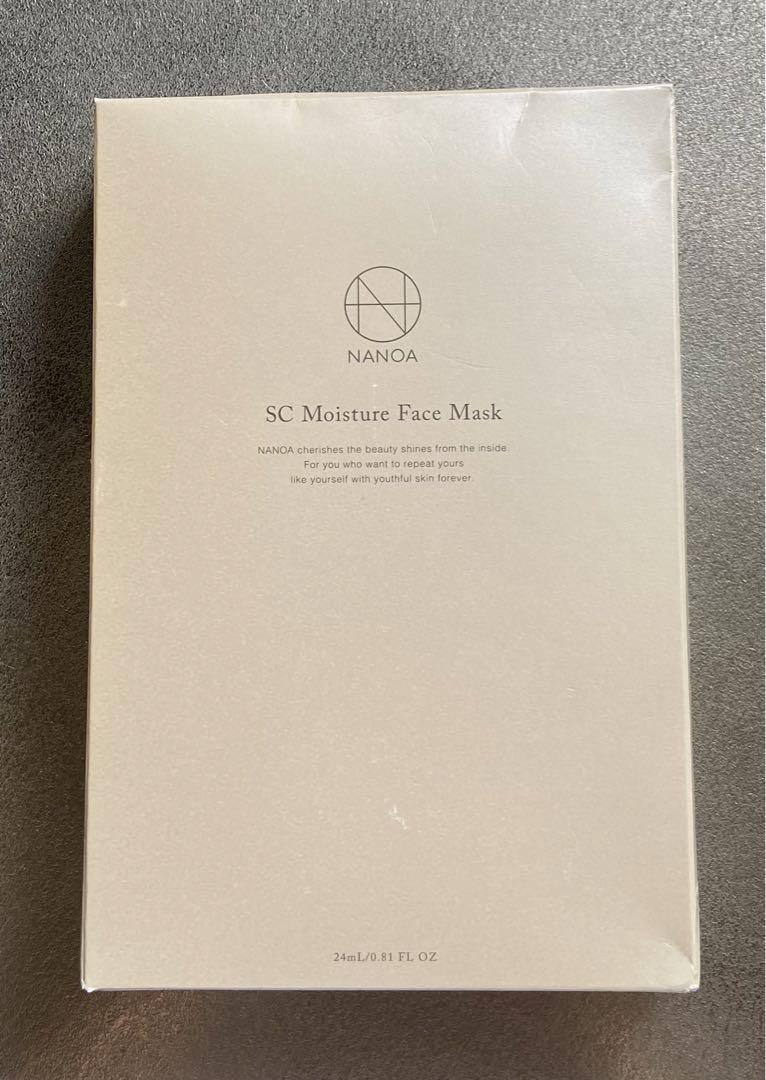 NANOA
SC Moisture Face Mask
NANOA cherishes the beauty shines from the inside.
For you who want to repeat yours
like yourself with youthful skin forever.
24mL/0.81 FL OZ